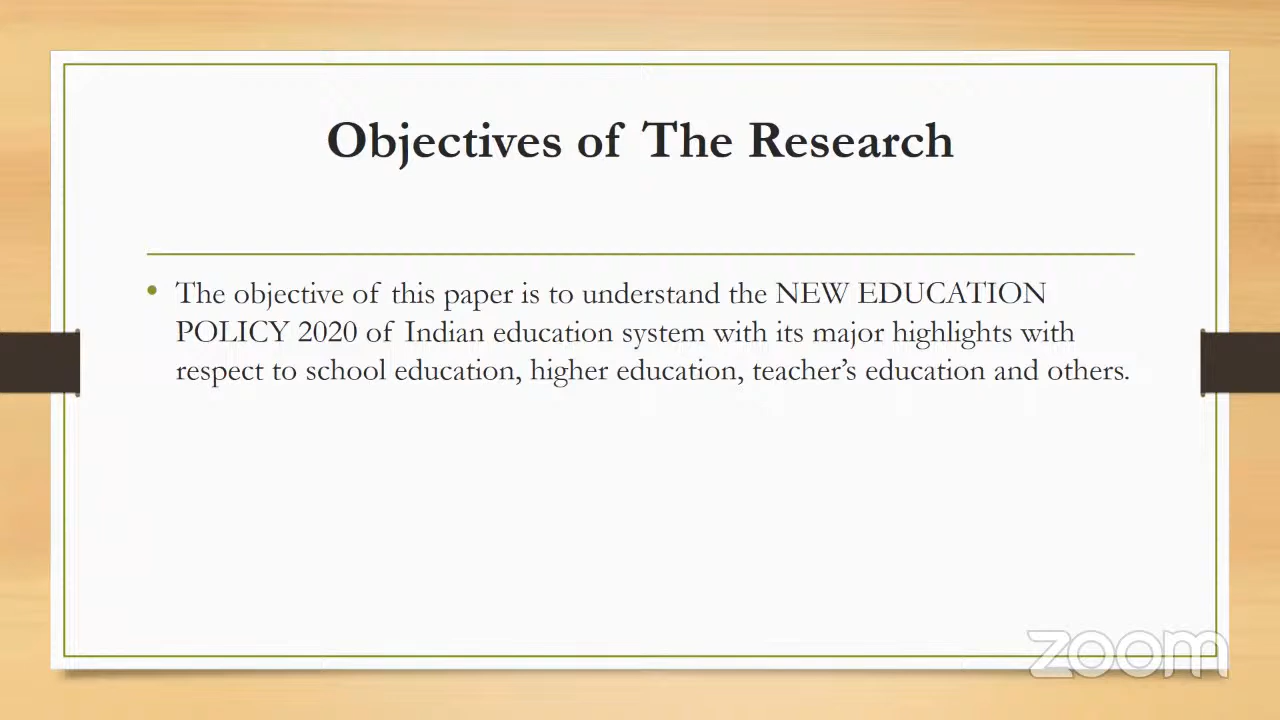 Objectives of The Research
• The objective of this paper is to understand the NEW EDUCATION
POLICY 2020 of Indian education system with its major highlights with
respect to school education, higher education, teacher’s education and others.
zoom